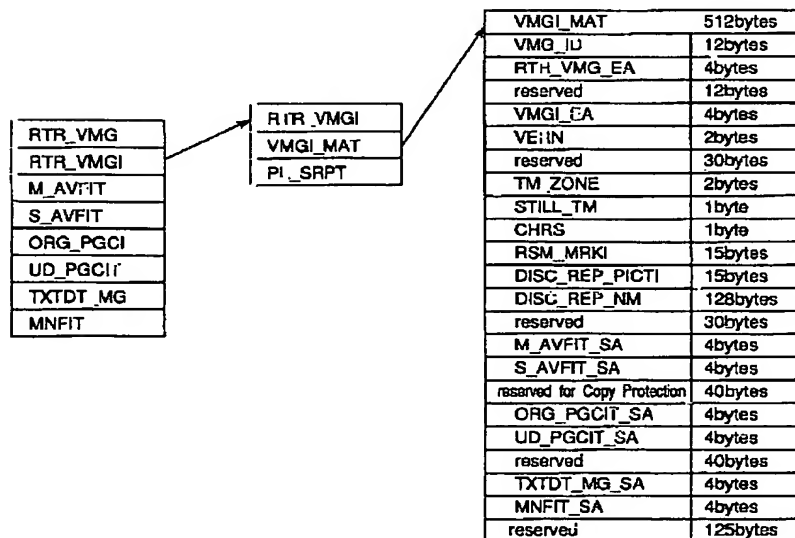 RTR_VMG
RTR_VMGI
M_AVFIT
S_AVFIT
ORG_PGCI
UD_PGCIT
TXTDT_MG
MNFIT
RTR_VMGI
VMGI_MAT
PL_SRPT
VMGI_MAT 512bytes
VMG_ID 12bytes
RTR_VMG_EA 4bytes
reserved 12bytes
VMGI_EA 4bytes
VERN 2bytes
reserved 30bytes
TM_ZONE 2bytes
STILL_TM 1byte
CHRS 1byte
RSM_MRKI 15bytes
DISC_REP_PICTI 15bytes
DISC_REP_NM 128bytes
reserved 30bytes
M_AVFIT_SA 4bytes
S_AVFIT_SA 4bytes
reserved for Copy Protection 40bytes
ORG_PGCIT_SA 4bytes
UD_PGCIT_SA 4bytes
reserved 40bytes
TXTDT_MG_SA 4bytes
MNFIT_SA 4bytes
reserved 125bytes